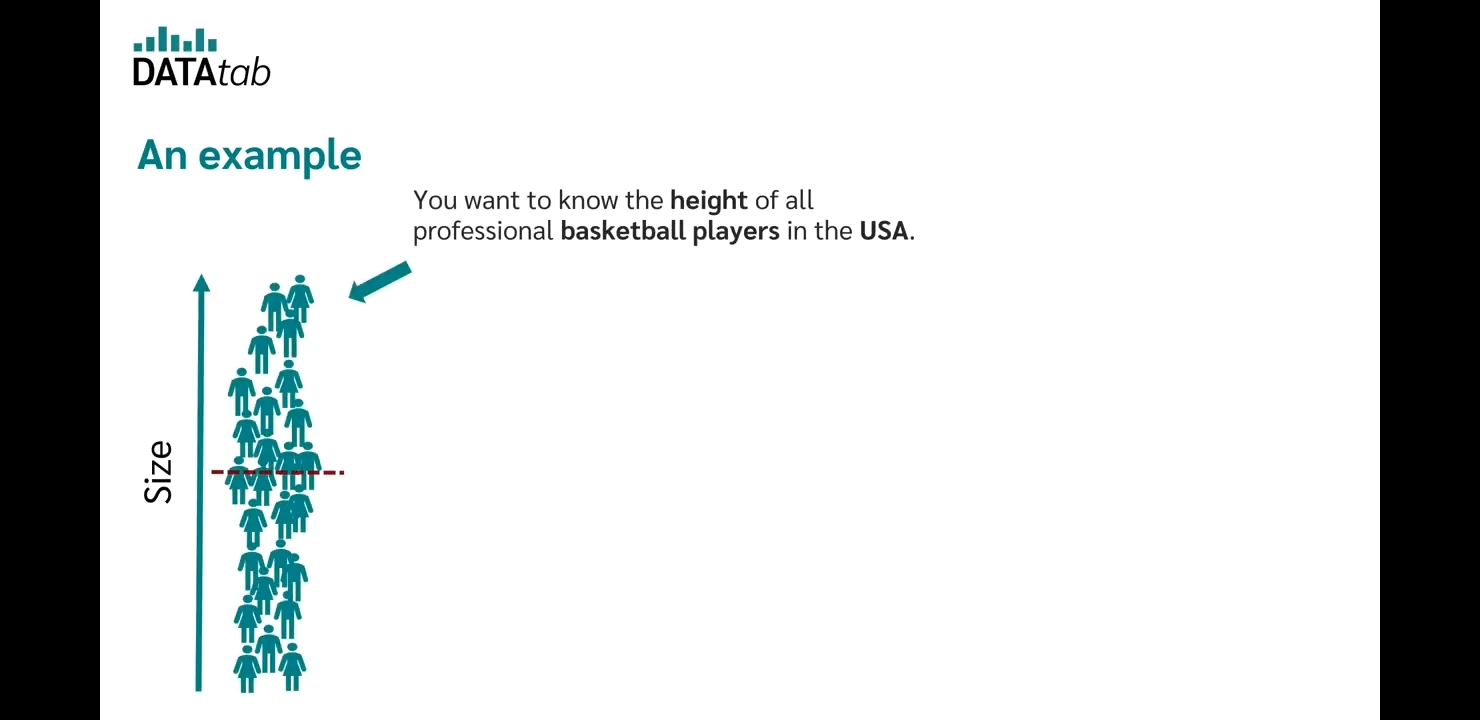 DATAtab
An example
You want to know the height of all
professional basketball players in the USA.
Size